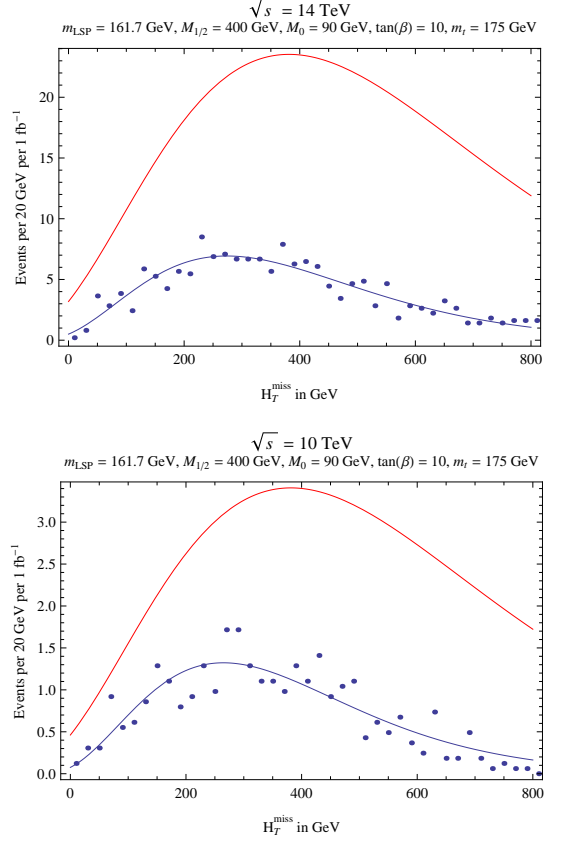 √s = 14 TeV
m_LSP = 161.7 GeV, M_1/2 = 400 GeV, M_0 = 90 GeV, tan(β) = 10, m_t = 175 GeV
Events per 20 GeV per 1 fb⁻¹
20
15
10
5
0
0 200 400 600 800
H_T^miss in GeV
√s = 10 TeV
m_LSP = 161.7 GeV, M_1/2 = 400 GeV, M_0 = 90 GeV, tan(β) = 10, m_t = 175 GeV
Events per 20 GeV per 1 fb⁻¹
3.0
2.5
2.0
1.5
1.0
0.5
0.0
0 200 400 600 800
H_T^miss in GeV